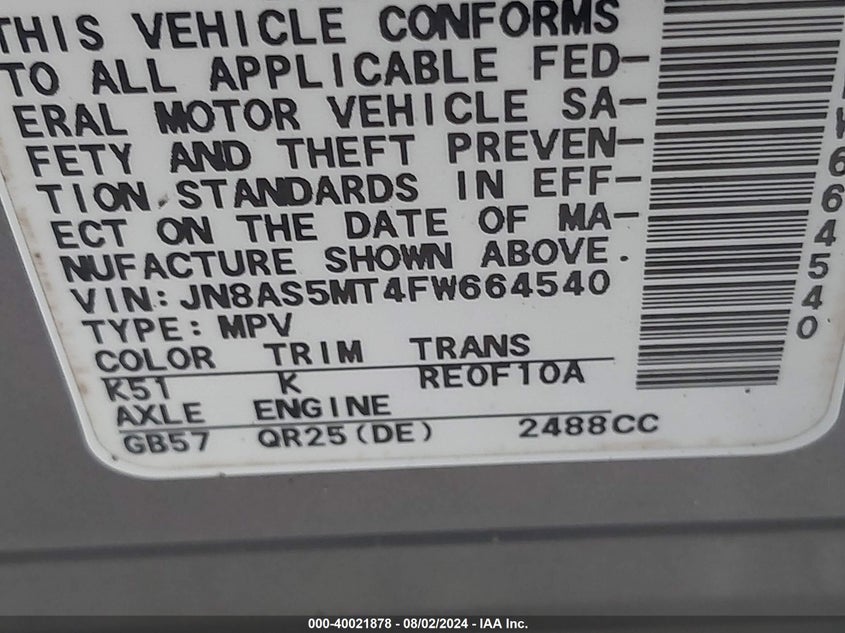 THIS VEHICLE CONFORMS
TO ALL APPLICABLE FED-
ERAL MOTOR VEHICLE SA-
FETY AND THEFT PREVEN-
TION STANDARDS IN EFF-
ECT ON THE DATE OF MA-
NUFACTURE SHOWN ABOVE.
VIN: JN8AS5MT4FW664540
TYPE: MPV
COLOR TRIM TRANS
K51 K RE0F10A
AXLE ENGINE
GB57 QR25(DE) 2488CC
664540
000-40021878 - 08/02/2024 - IAA Inc.